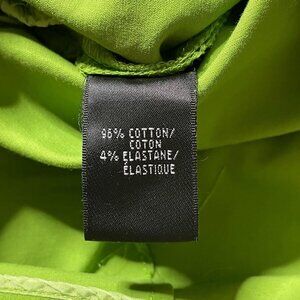 96% COTTON/
COTON
4% ELASTANE/
ÉLASTIQUE